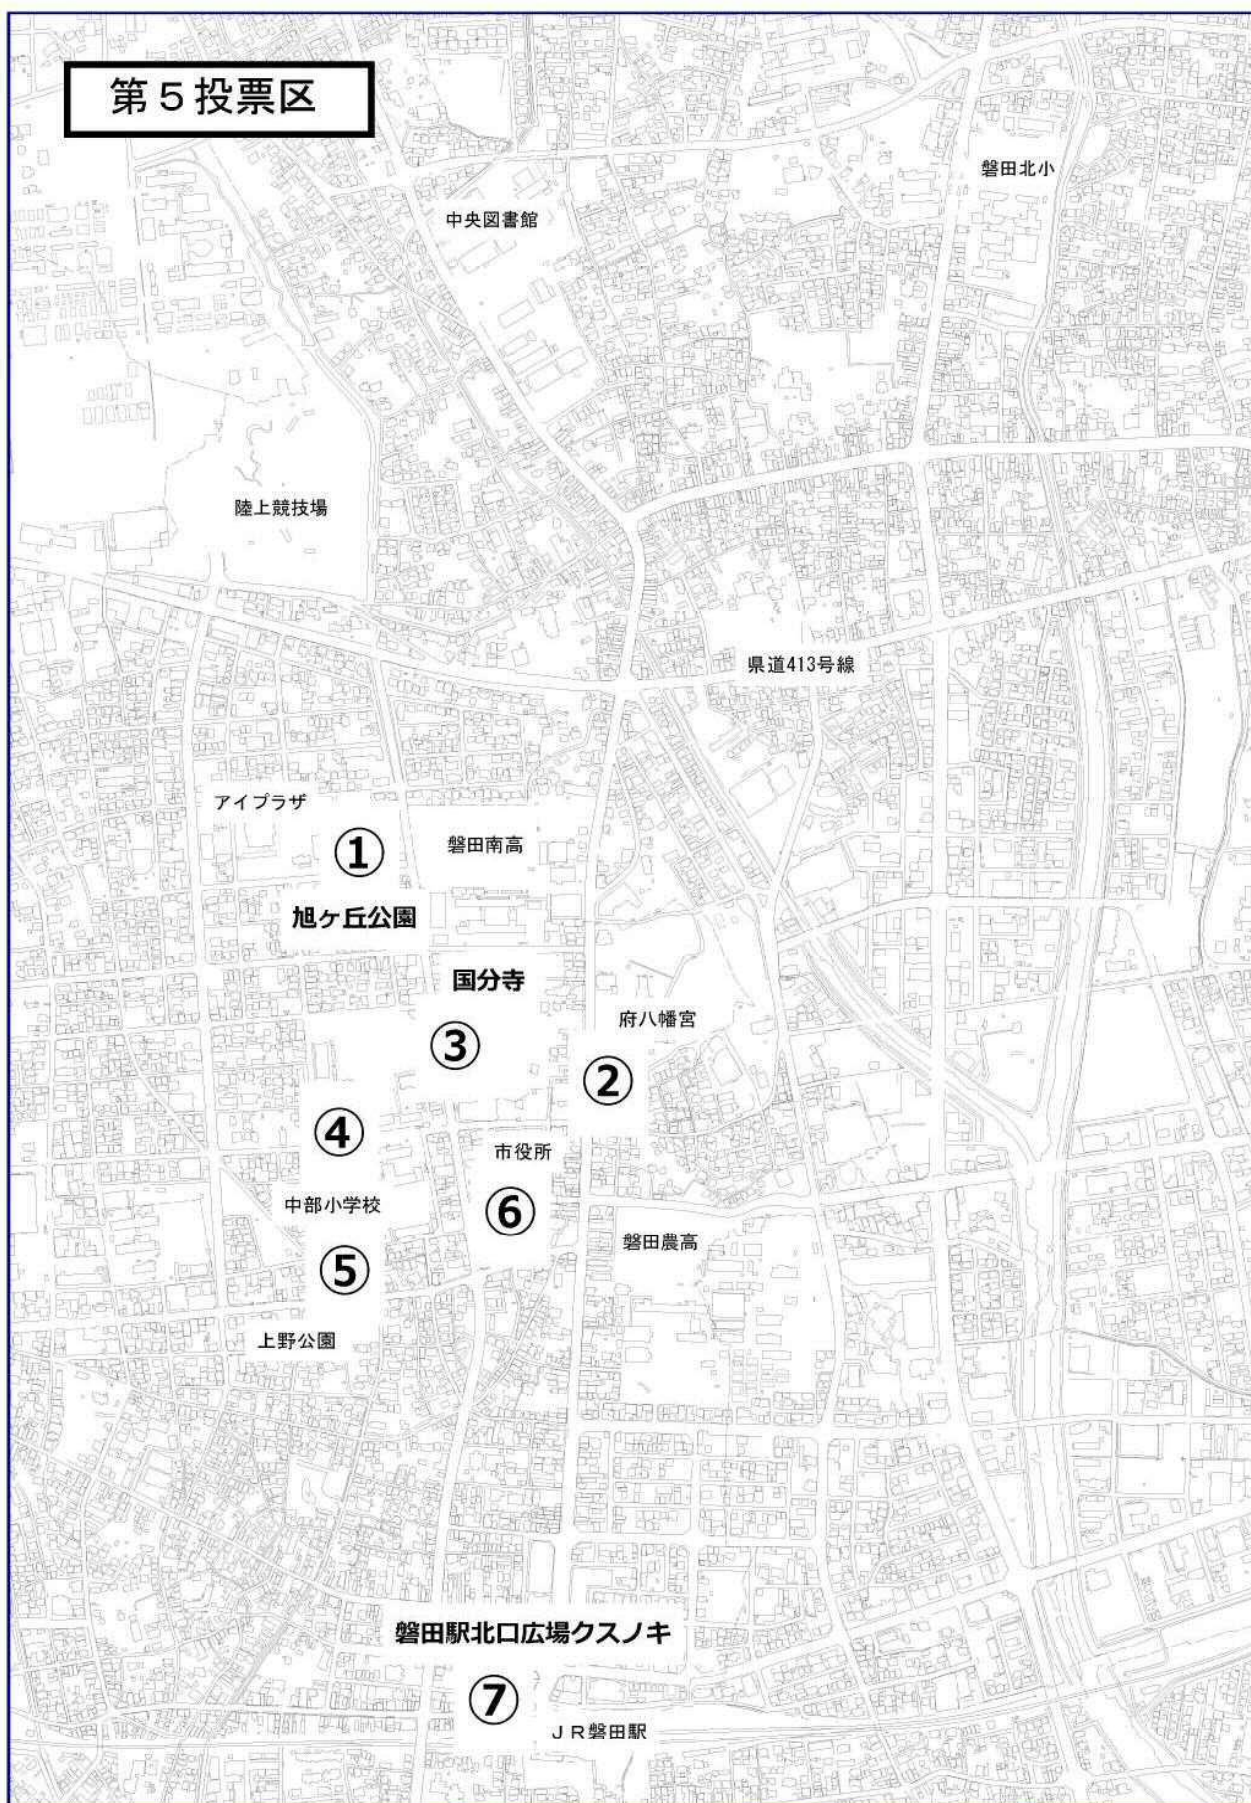 第５投票区
磐田北小
中央図書館
陸上競技場
県道413号線
アイプラザ
①
磐田南高
旭ヶ丘公園
国分寺
府八幡宮
③
②
④
市役所
中部小学校
⑥
磐田農高
⑤
上野公園
磐田駅北口広場クスノキ
⑦
ＪＲ磐田駅